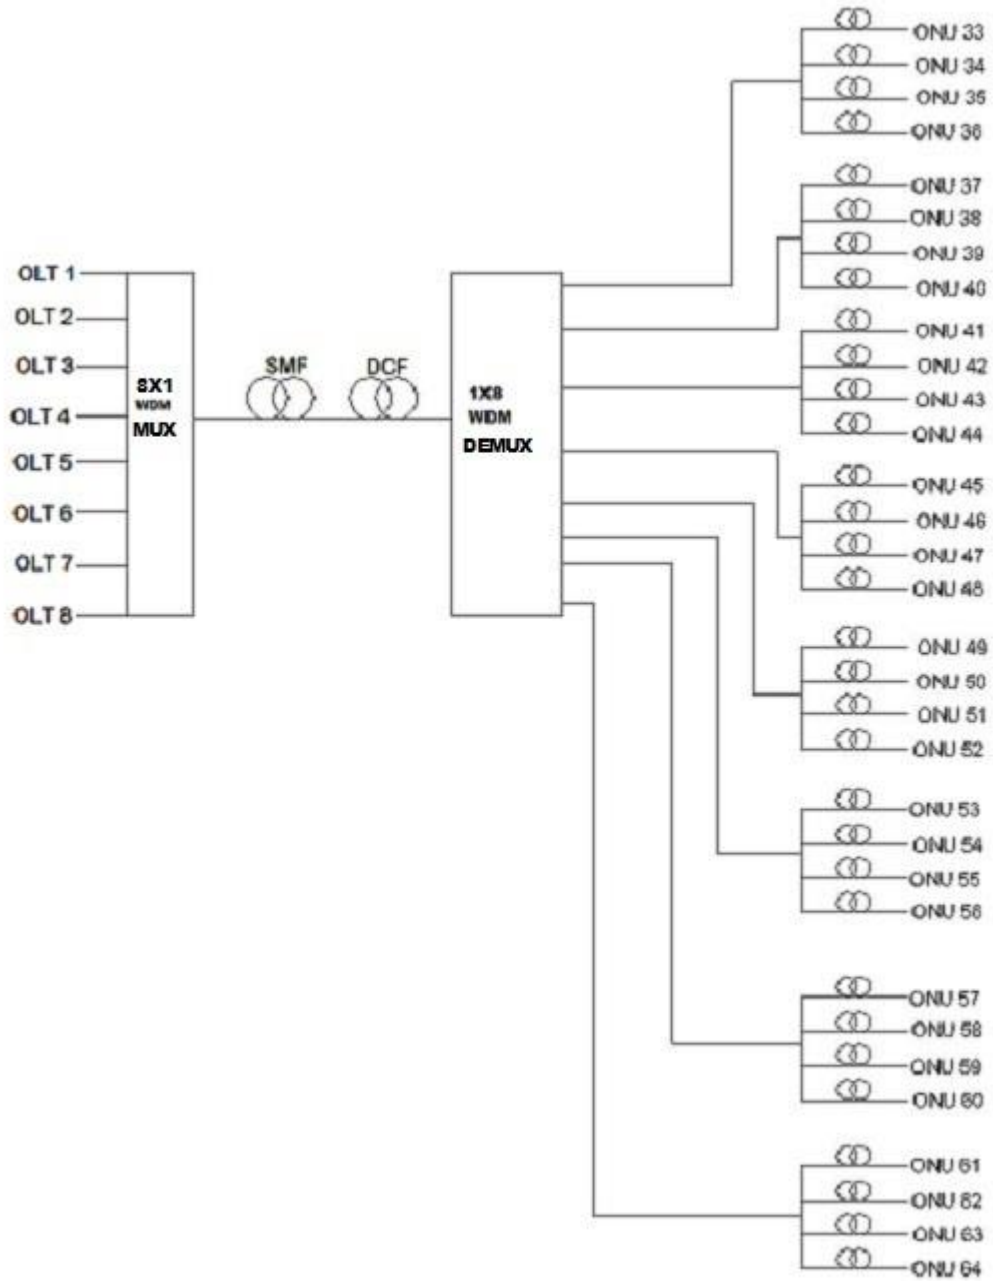 OLT 1
OLT 2
OLT 3
OLT 4
OLT 5
OLT 6
OLT 7
OLT 8
8X1
WDM
MUX
SMF
DCF
1X8
WDM
DEMUX
ONU 33
ONU 34
ONU 35
ONU 36
ONU 37
ONU 38
ONU 39
ONU 40
ONU 41
ONU 42
ONU 43
ONU 44
ONU 45
ONU 46
ONU 47
ONU 48
ONU 49
ONU 50
ONU 51
ONU 52
ONU 53
ONU 54
ONU 55
ONU 56
ONU 57
ONU 58
ONU 59
ONU 60
ONU 61
ONU 62
ONU 63
ONU 64